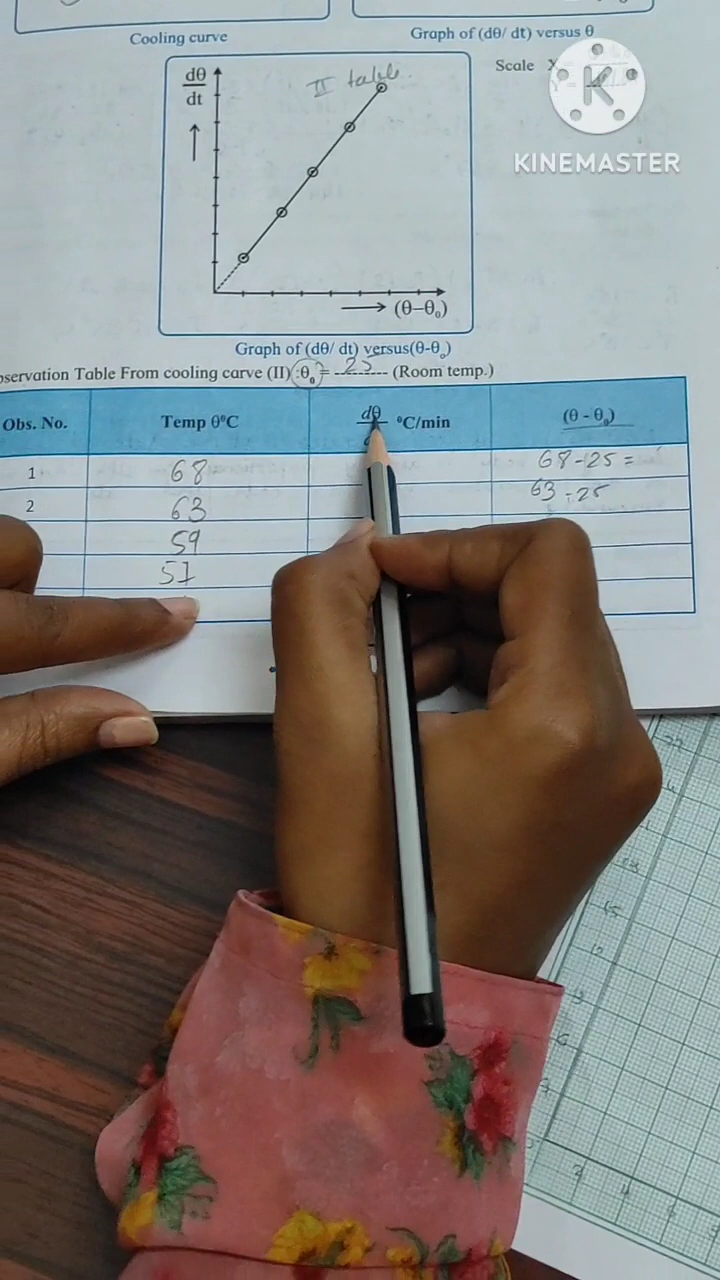 Cooling curve
Graph of (dθ/ dt) versus θ
Scale X
Y =
KINEMASTER
dθ
dt
II table
(θ–θ₀)
Graph of (dθ/ dt) versus(θ-θ₀)
servation Table From cooling carve (II) :θ₀ = 25 (Room temp.)
Obs. No. Temp θ°C dθ °C/min (θ - θ₀)
1 68 68-25 =
2 63 63-25
59
57